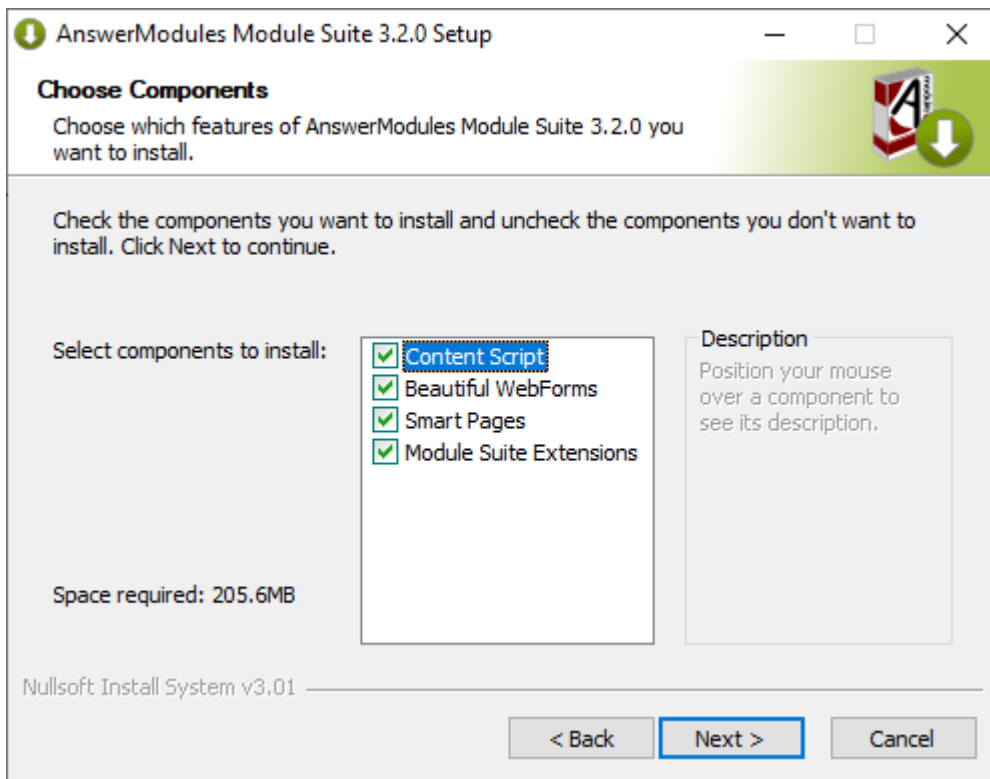 AnswerModules Module Suite 3.2.0 Setup
Choose Components
Choose which features of AnswerModules Module Suite 3.2.0 you
want to install.
A
module
Check the components you want to install and uncheck the components you don't want to
install. Click Next to continue.
Select components to install:
Content Script
Beautiful WebForms
Smart Pages
Module Suite Extensions
Description
Position your mouse
over a component to
see its description.
Space required: 205.6MB
Nullsoft Install System v3.01
< Back
Next >
Cancel